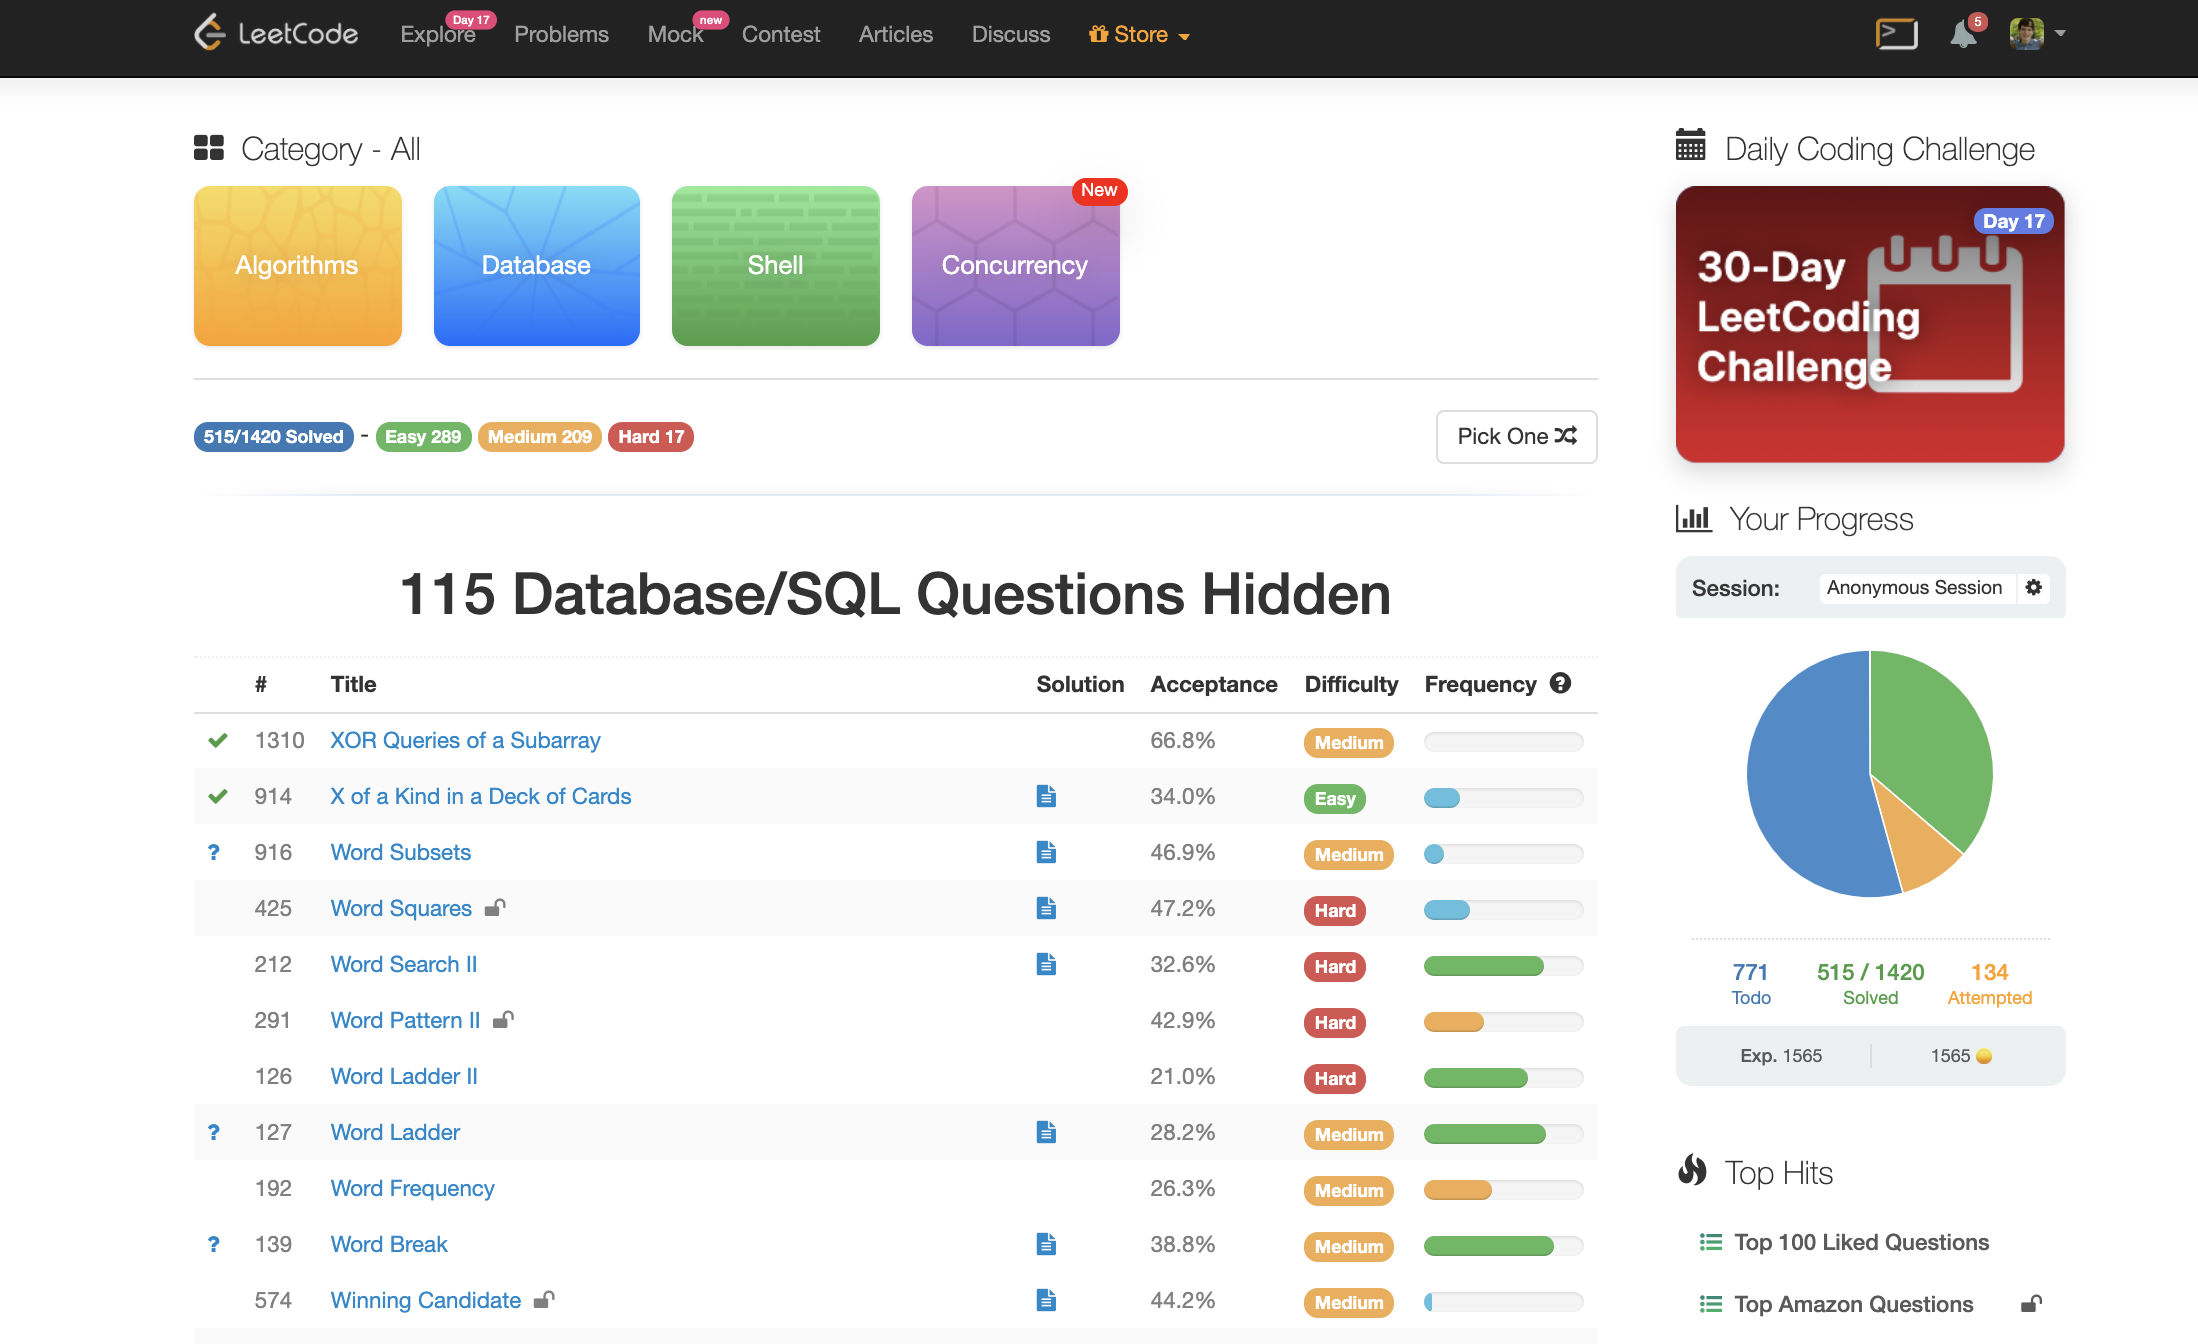 LeetCode Explore Day 17 Problems Mock new Contest Articles Discuss Store 5
Category - All
Algorithms
Database
Shell
Concurrency
New
515/1420 Solved - Easy 289 Medium 209 Hard 17
Pick One
115 Database/SQL Questions Hidden
# Title Solution Acceptance Difficulty Frequency ?
1310 XOR Queries of a Subarray 66.8% Medium
914 X of a Kind in a Deck of Cards 34.0% Easy
? 916 Word Subsets 46.9% Medium
425 Word Squares 47.2% Hard
212 Word Search II 32.6% Hard
291 Word Pattern II 42.9% Hard
126 Word Ladder II 21.0% Hard
? 127 Word Ladder 28.2% Medium
192 Word Frequency 26.3% Medium
? 139 Word Break 38.8% Medium
574 Winning Candidate 44.2% Medium
Daily Coding Challenge
Day 17
30-Day
LeetCoding
Challenge
Your Progress
Session: Anonymous Session
771 515 / 1420 134
Todo Solved Attempted
Exp. 1565 1565
Top Hits
Top 100 Liked Questions
Top Amazon Questions